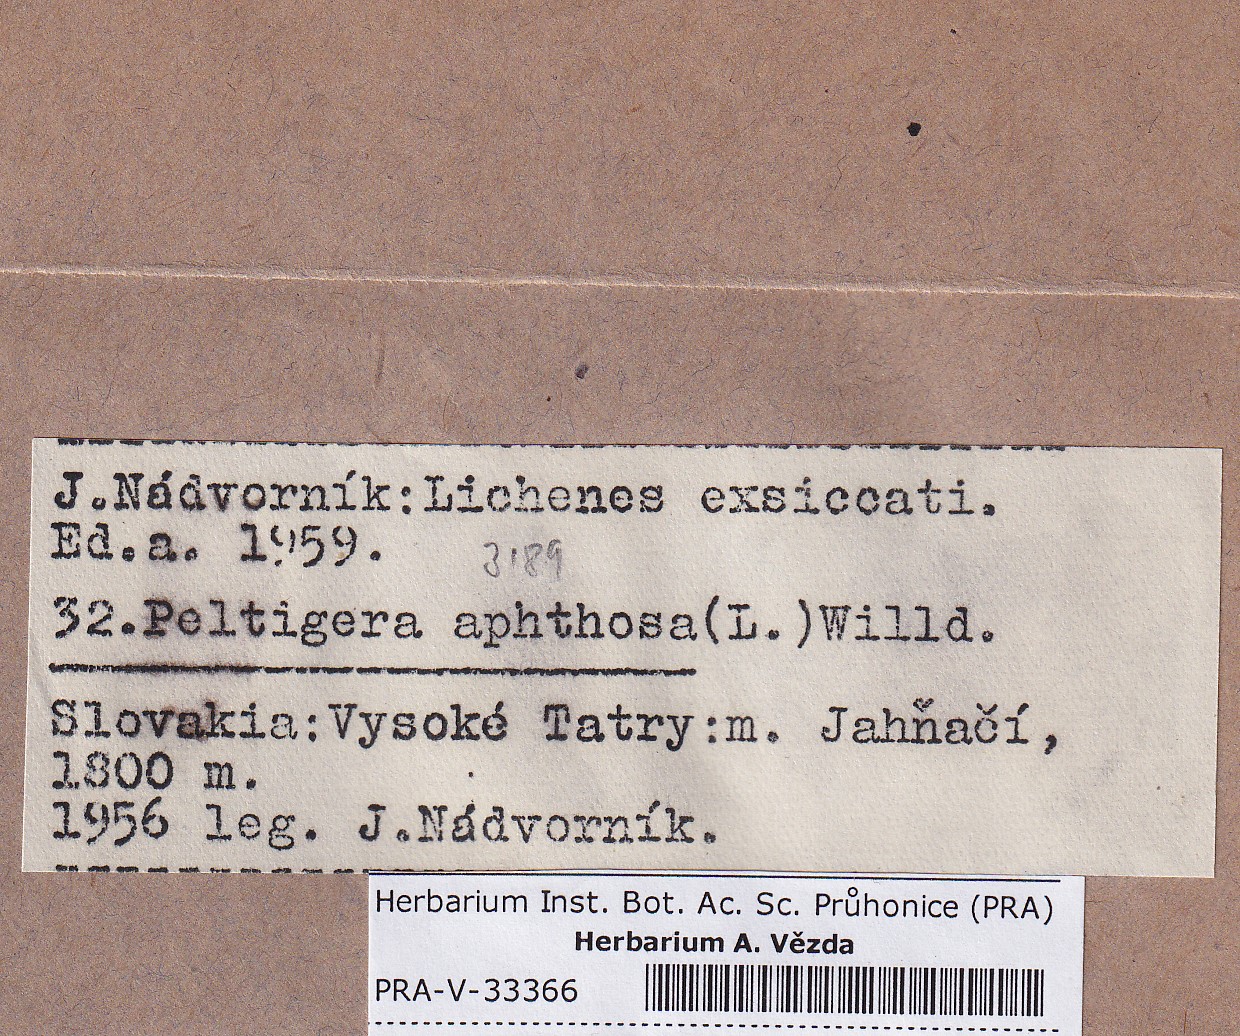 J.Nádvorník:Lichenes exsiccati.
Ed.a. 1959.
3189
32.Peltigera aphthosa(L.)Willd.
Slovakia:Vysoké Tatry:m. Jahňačí,
1800 m.
1956 leg. J.Nádvorník.
Herbarium Inst. Bot. Ac. Sc. Průhonice (PRA)
Herbarium A. Vězda
PRA-V-33366